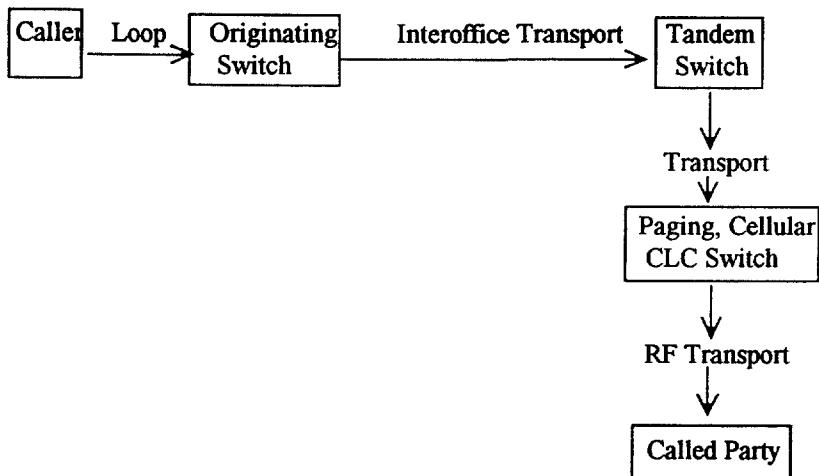 Caller
Loop
Originating
Switch
Interoffice Transport
Tandem
Switch
Transport
Paging, Cellular
CLC Switch
RF Transport
Called Party